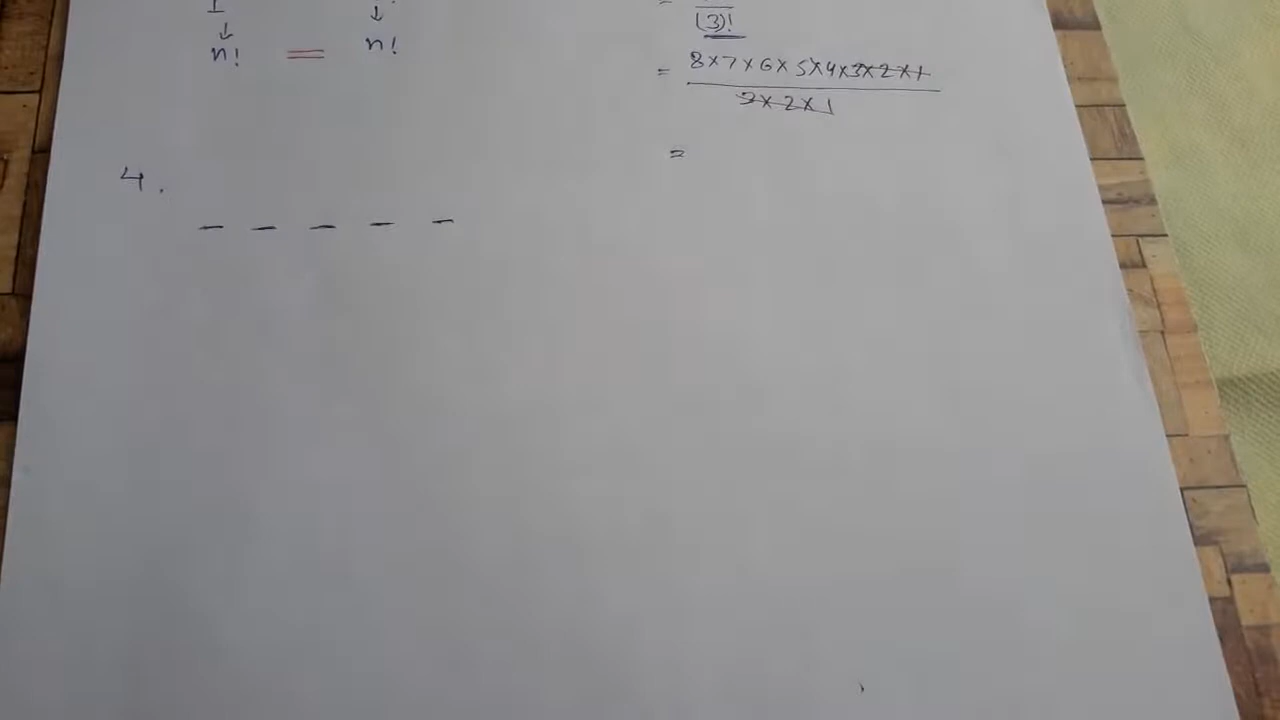 ↓ ↓
n! = n!
= (3)!
= 8×7×6×5×4×3×2×1 / 3×2×1
=
4.
_ _ _ _ _